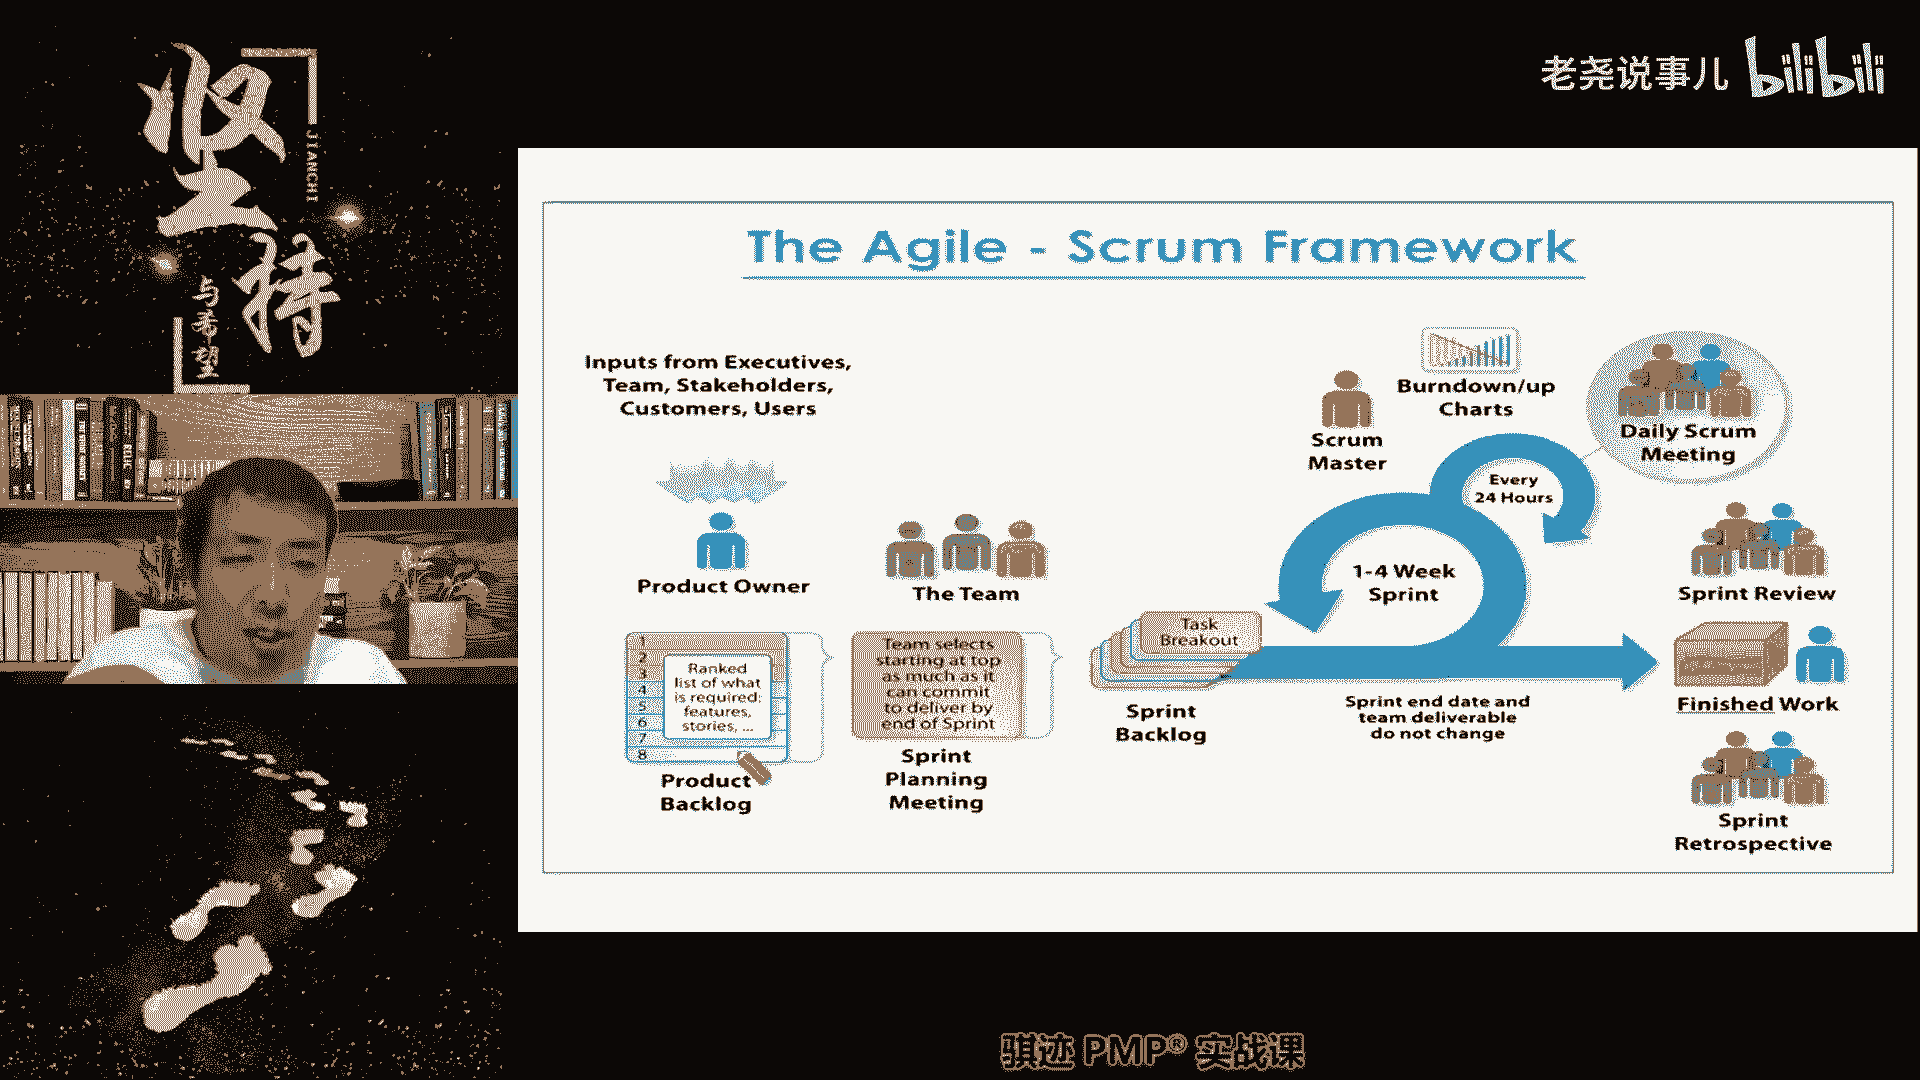 坚持
JIANCHI
与希望
老尧说事儿 bilibili
The Agile - Scrum Framework
Inputs from Executives,
Team, Stakeholders,
Customers, Users
Product Owner
The Team
1
2
3
4
5
6
7
8
Ranked
list of what
is required:
features,
stories, ...
Product
Backlog
Team selects
starting at top
as much as it
can commit
to deliver by
end of Sprint
Sprint
Planning
Meeting
Task
Breakout
Sprint
Backlog
Scrum
Master
Burndown/up
Charts
Every
24 Hours
1-4 Week
Sprint
Sprint end date and
team deliverable
do not change
Daily Scrum
Meeting
Sprint Review
Finished Work
Sprint
Retrospective
骐迹 PMP® 实战课